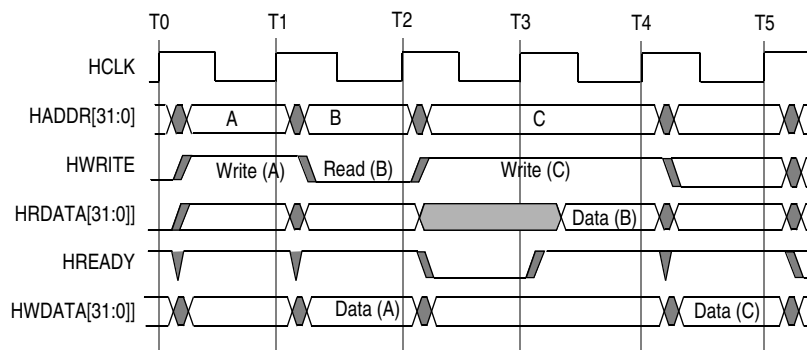 T0 T1 T2 T3 T4 T5
HCLK
HADDR[31:0] A B C
HWRITE Write (A) Read (B) Write (C)
HRDATA[31:0]] Data (B)
HREADY
HWDATA[31:0]] Data (A) Data (C)